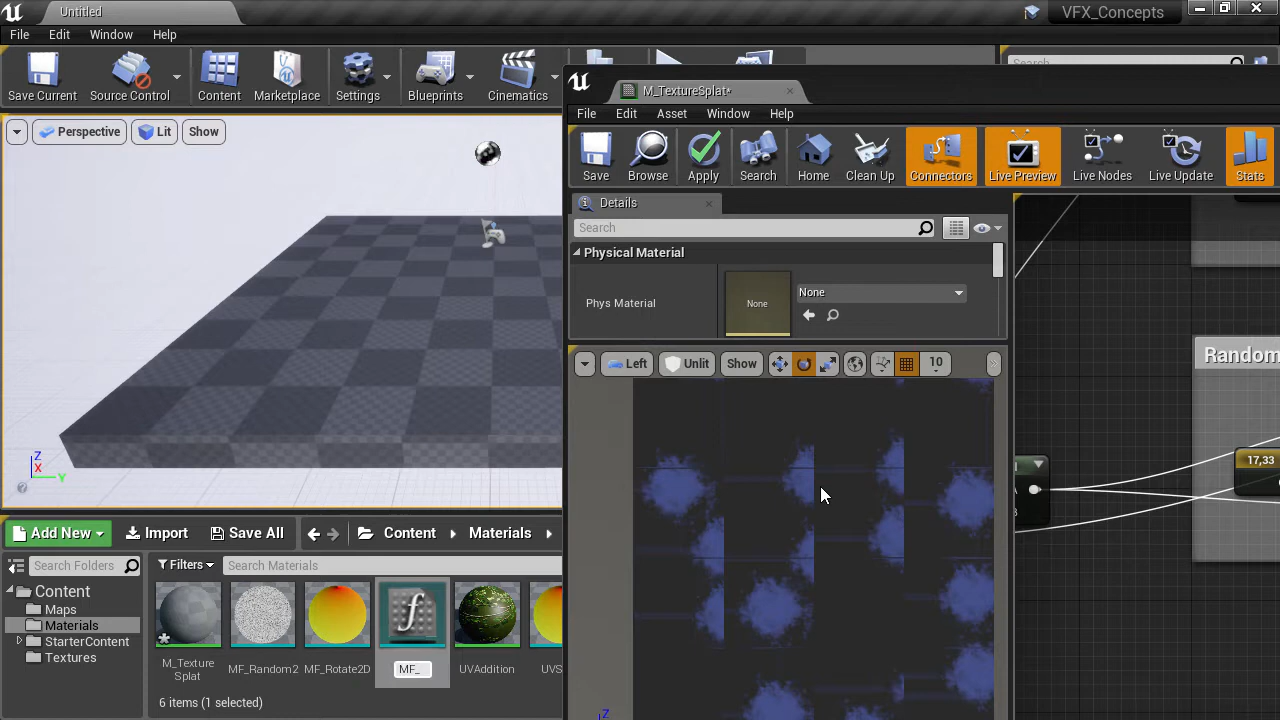 Untitled
VFX_Concepts
File Edit Window Help
Save Current Source Control Content Marketplace Settings Blueprints Cinematics
Search
Perspective Lit Show
Z
X
Y
Add New Import Save All Content Materials
Search Folders
Filters Search Materials
Content
Maps
Materials
StarterContent
Textures
M_Texture
Splat
MF_Random2
MF_Rotate2D
MF_
UVAddition
6 items (1 selected)
M_TextureSplat*
File Edit Asset Window Help
Save Browse Apply Search Home Clean Up Connectors Live Preview Live Nodes Live Update Stats
Details
Search
Physical Material
Phys Material None None
Left Unlit Show 10
Z
Random
17,33